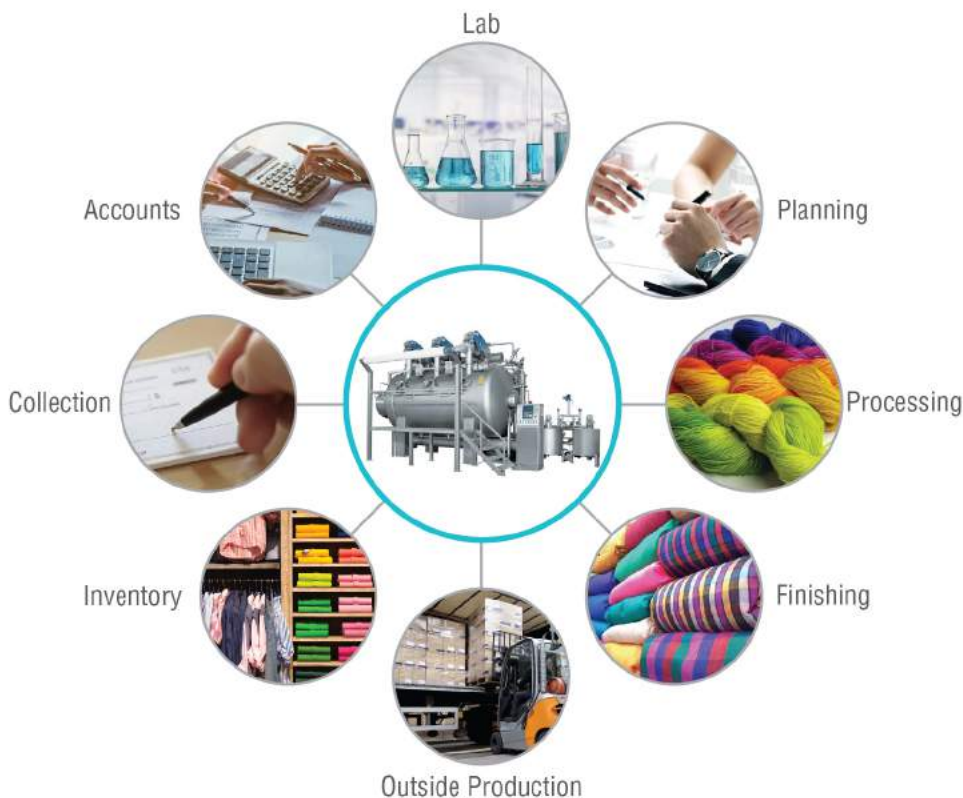 Lab
Accounts
Planning
Collection
Processing
Inventory
Finishing
Outside Production